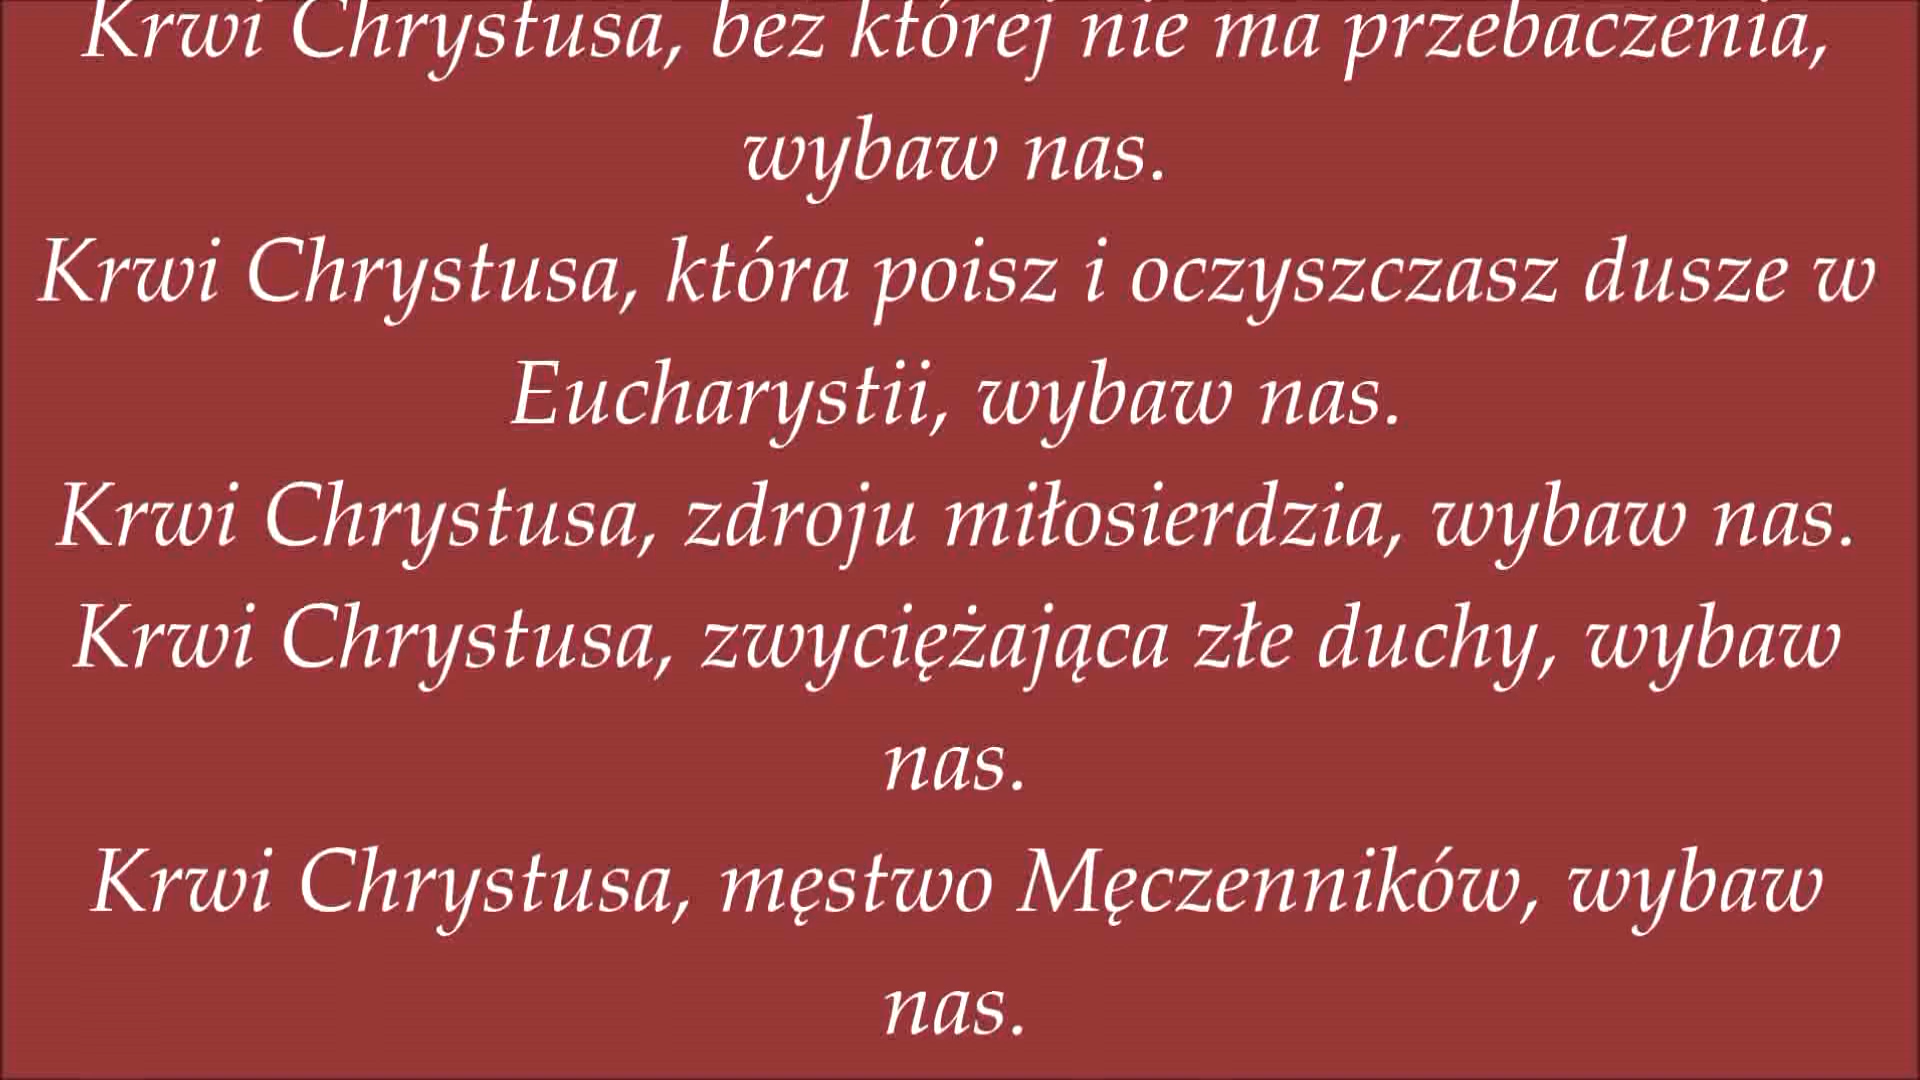 Krwi Chrystusa, bez której nie ma przebaczenia,
wybaw nas.
Krwi Chrystusa, która poisz i oczyszczasz dusze w
Eucharystii, wybaw nas.
Krwi Chrystusa, zdroju miłosierdzia, wybaw nas.
Krwi Chrystusa, zwyciężająca złe duchy, wybaw
nas.
Krwi Chrystusa, męstwo Męczenników, wybaw
nas.